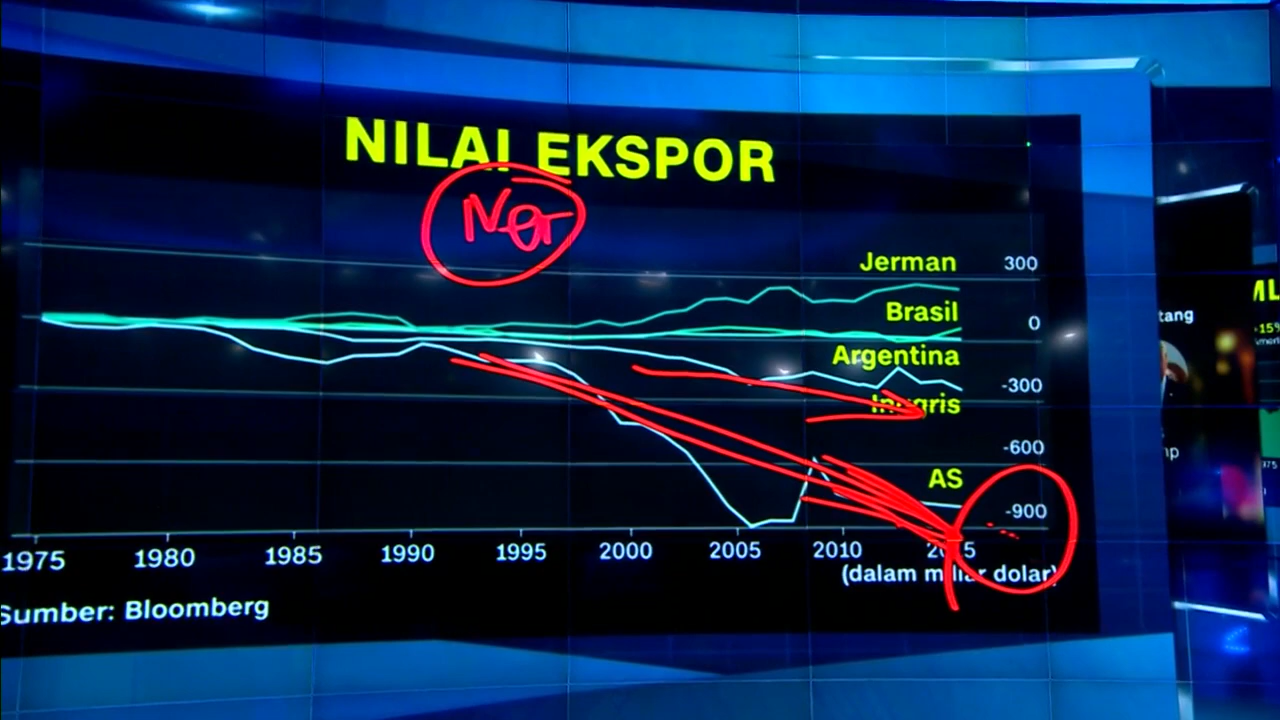 NILAI EKSPOR
Jerman 300
Brasil 0
Argentina -300
Inggris
-600
AS
-900
1975 1980 1985 1990 1995 2000 2005 2010 2015
(dalam miliar dolar)
Sumber: Bloomberg
tang